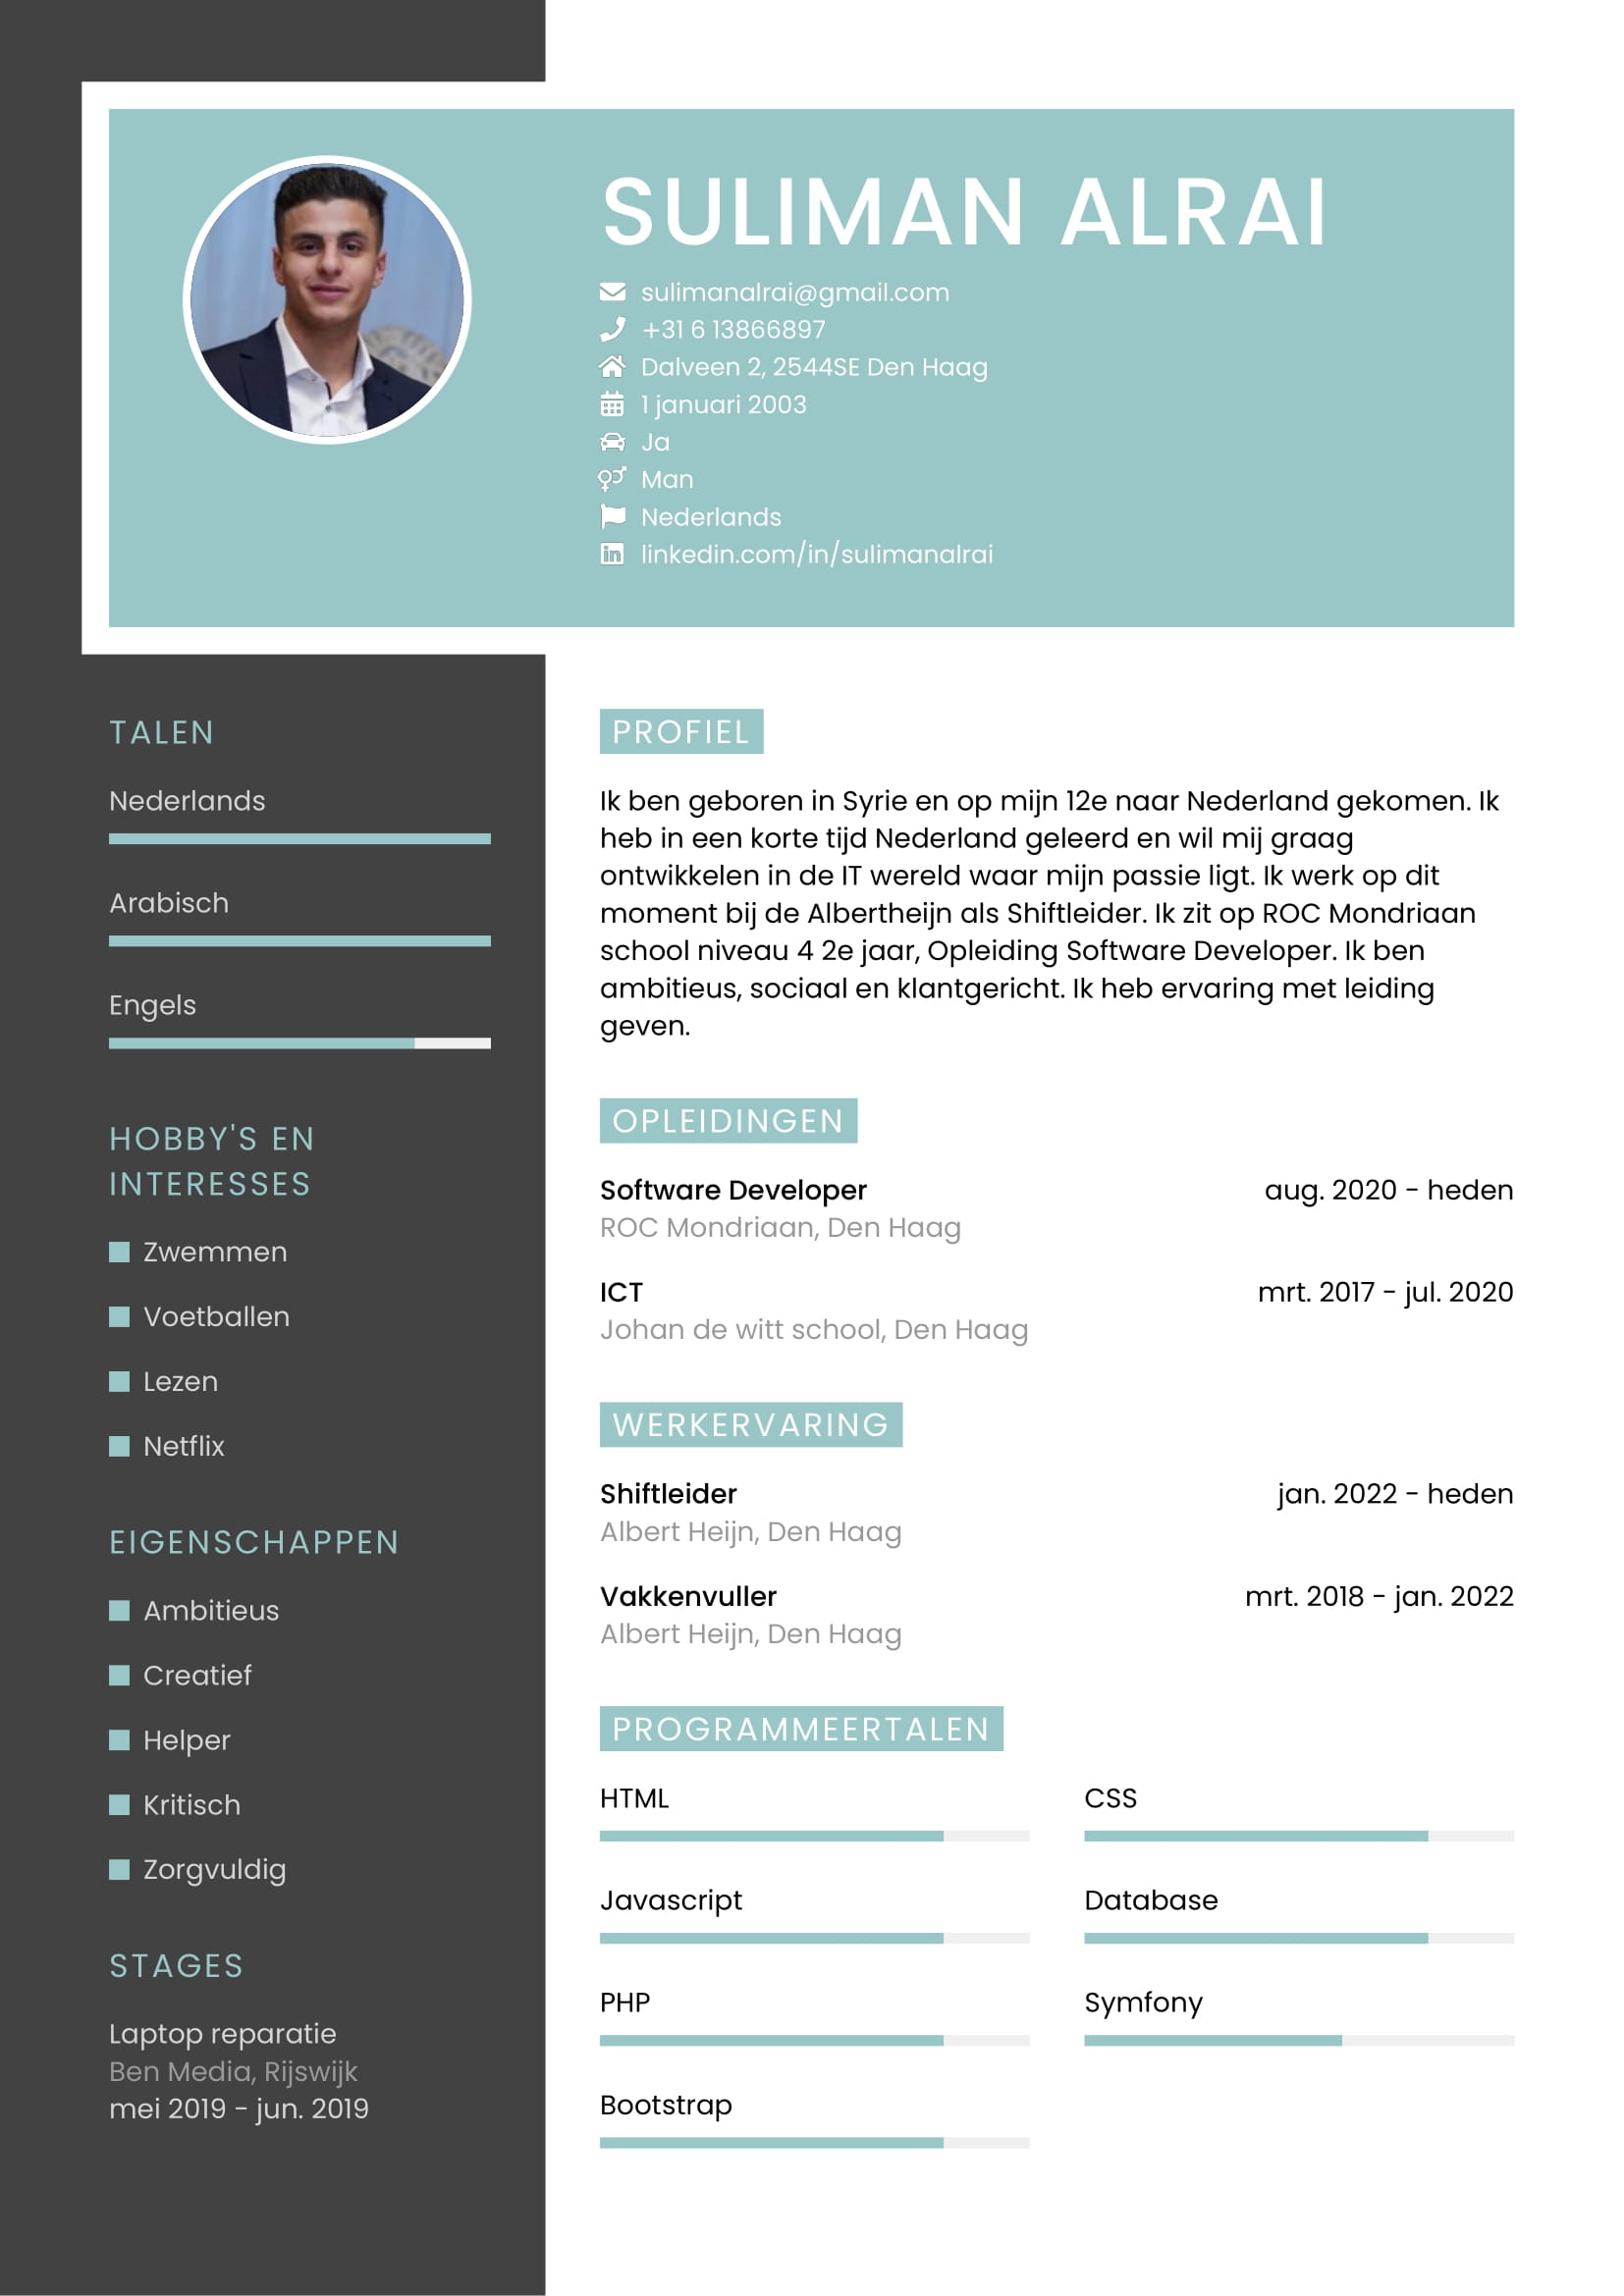 SULIMAN ALRAI
sulimanalrai@gmail.com
+31 6 13866897
Dalveen 2, 2544SE Den Haag
1 januari 2003
Ja
Man
Nederlands
linkedin.com/in/sulimanalrai
TALEN
Nederlands
Arabisch
Engels
HOBBY'S EN
INTERESSES
Zwemmen
Voetballen
Lezen
Netflix
EIGENSCHAPPEN
Ambitieus
Creatief
Helper
Kritisch
Zorgvuldig
STAGES
Laptop reparatie
Ben Media, Rijswijk
mei 2019 - jun. 2019
PROFIEL
Ik ben geboren in Syrie en op mijn 12e naar Nederland gekomen. Ik
heb in een korte tijd Nederland geleerd en wil mij graag
ontwikkelen in de IT wereld waar mijn passie ligt. Ik werk op dit
moment bij de Albertheijn als Shiftleider. Ik zit op ROC Mondriaan
school niveau 4 2e jaar, Opleiding Software Developer. Ik ben
ambitieus, sociaal en klantgericht. Ik heb ervaring met leiding
geven.
OPLEIDINGEN
Software Developer aug. 2020 - heden
ROC Mondriaan, Den Haag
ICT mrt. 2017 - jul. 2020
Johan de witt school, Den Haag
WERKERVARING
Shiftleider jan. 2022 - heden
Albert Heijn, Den Haag
Vakkenvuller mrt. 2018 - jan. 2022
Albert Heijn, Den Haag
PROGRAMMEERTALEN
HTML CSS
Javascript Database
PHP Symfony
Bootstrap